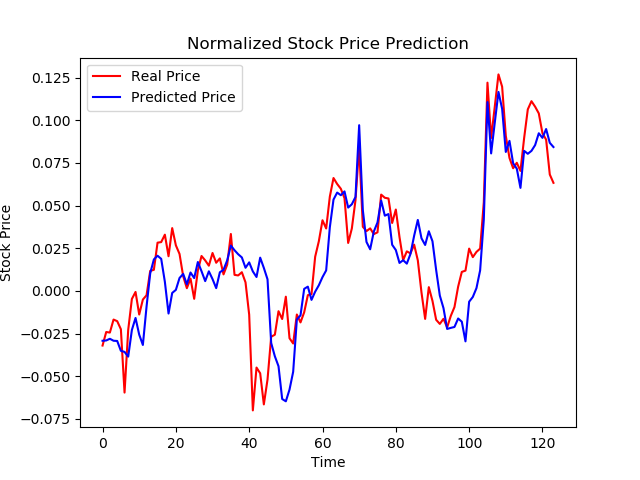 Normalized Stock Price Prediction
Real Price
Predicted Price
Stock Price
0.125
0.100
0.075
0.050
0.025
0.000
−0.025
−0.050
−0.075
0 20 40 60 80 100 120
Time